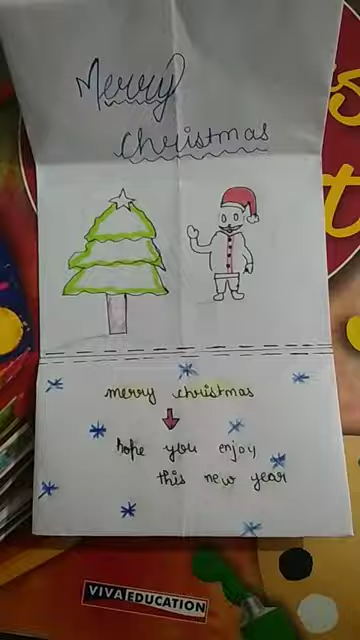 Merry
christmas
merry christmas
hope you enjoy
this new year
VIVA EDUCATION